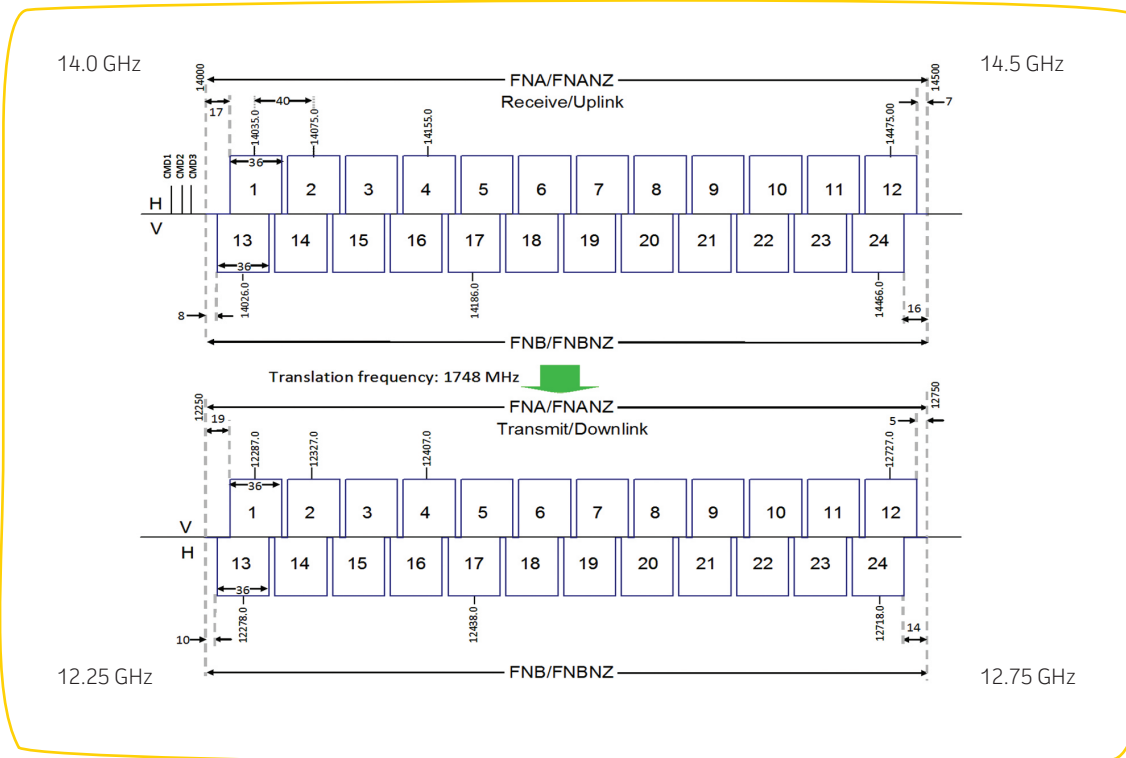 14.0 GHz
14.5 GHz
14000
FNA/FNANZ
14500
Receive/Uplink
17
40
7
14035.0
14075.0
14155.0
14475.00
CMD1
CMD2
CMD3
36
1 2 3 4 5 6 7 8 9 10 11 12
H
V
13 14 15 16 17 18 19 20 21 22 23 24
36
8
14026.0
14186.0
14466.0
16
FNB/FNBNZ
Translation frequency: 1748 MHz
12250
FNA/FNANZ
12750
Transmit/Downlink
19
5
12287.0
12327.0
12407.0
12727.0
36
1 2 3 4 5 6 7 8 9 10 11 12
V
H
13 14 15 16 17 18 19 20 21 22 23 24
36
10
12278.0
12438.0
12718.0
14
FNB/FNBNZ
12.25 GHz
12.75 GHz